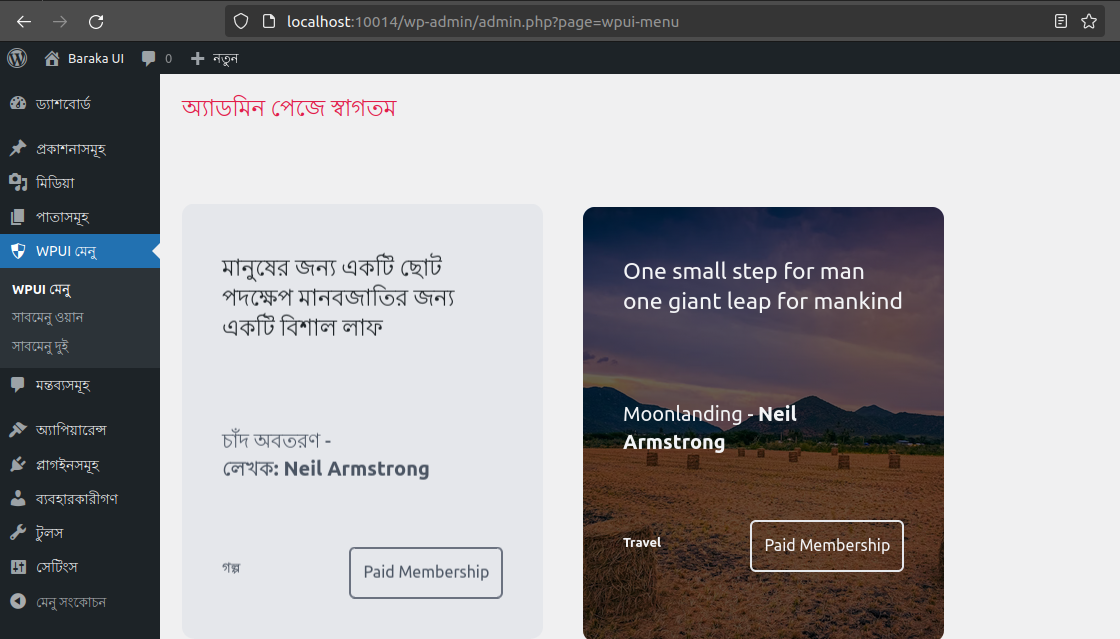 localhost:10014/wp-admin/admin.php?page=wpui-menu
Baraka UI 0 নতুন
ড্যাশবোর্ড
প্রকাশনাসমূহ
মিডিয়া
পাতাসমূহ
WPUI মেনু
WPUI মেনু
সাবমেনু ওয়ান
সাবমেনু দুই
মন্তব্যসমূহ
অ্যাপিয়ারেন্স
প্লাগইনসমূহ
ব্যবহারকারীগণ
টুলস
সেটিংস
মেনু সংকোচন
অ্যাডমিন পেজে স্বাগতম
মানুষের জন্য একটি ছোট
পদক্ষেপ মানবজাতির জন্য
একটি বিশাল লাফ
চাঁদ অবতরণ -
লেখক: Neil Armstrong
গল্প
Paid Membership
One small step for man
one giant leap for mankind
Moonlanding - Neil
Armstrong
Travel
Paid Membership